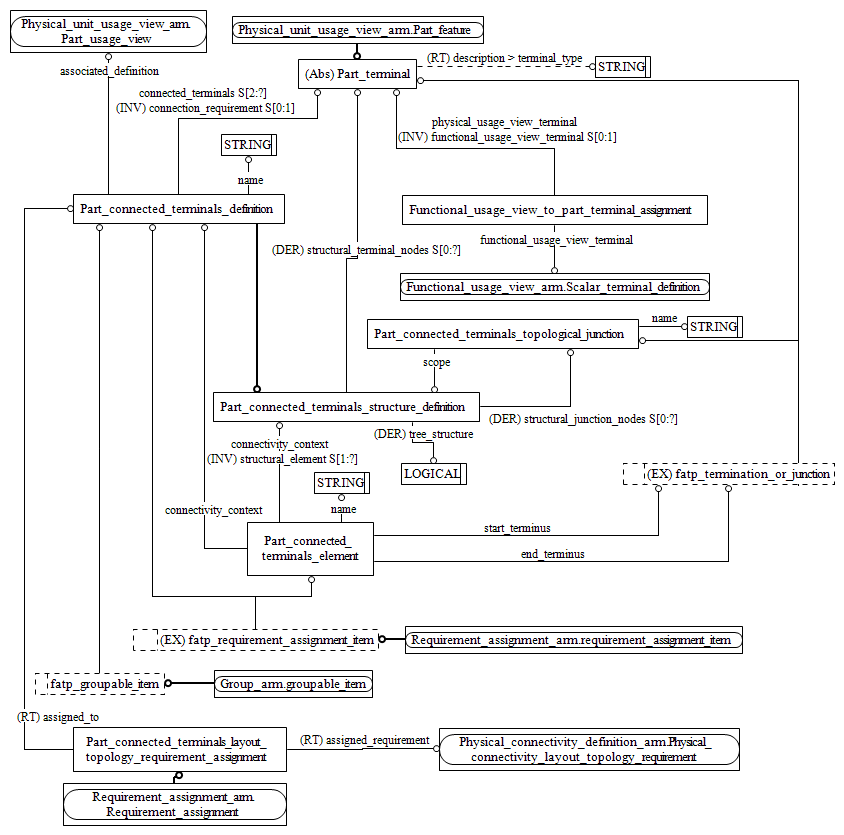 Physical_unit_usage_view_arm.
Part_usage_view
Physical_unit_usage_view_arm.Part_feature
(RT) description > terminal_type
associated_definition
(Abs) Part_terminal
STRING
connected_terminals S[2:?]
(INV) connection_requirement S[0:1]
physical_usage_view_terminal
(INV) functional_usage_view_terminal S[0:1]
STRING
name
Part_connected_terminals_definition
Functional_usage_view_to_part_terminal_assignment
functional_usage_view_terminal
(DER) structural_terminal_nodes S[0:?]
Functional_usage_view_arm.Scalar_terminal_definition
name
STRING
Part_connected_terminals_topological_junction
scope
Part_connected_terminals_structure_definition
(DER) structural_junction_nodes S[0:?]
(DER) tree_structure
connectivity_context
(INV) structural_element S[1:?]
LOGICAL
(EX) fatp_termination_or_junction
STRING
name
connectivity_context
start_terminus
Part_connected_
terminals_element
end_terminus
(EX) fatp_requirement_assignment_item
Requirement_assignment_arm.requirement_assignment_item
fatp_groupable_item
Group_arm.groupable_item
(RT) assigned_to
Part_connected_terminals_layout_
topology_requirement_assignment
(RT) assigned_requirement
Physical_connectivity_definition_arm.Physical_
connectivity_layout_topology_requirement
Requirement_assignment_arm.
Requirement_assignment